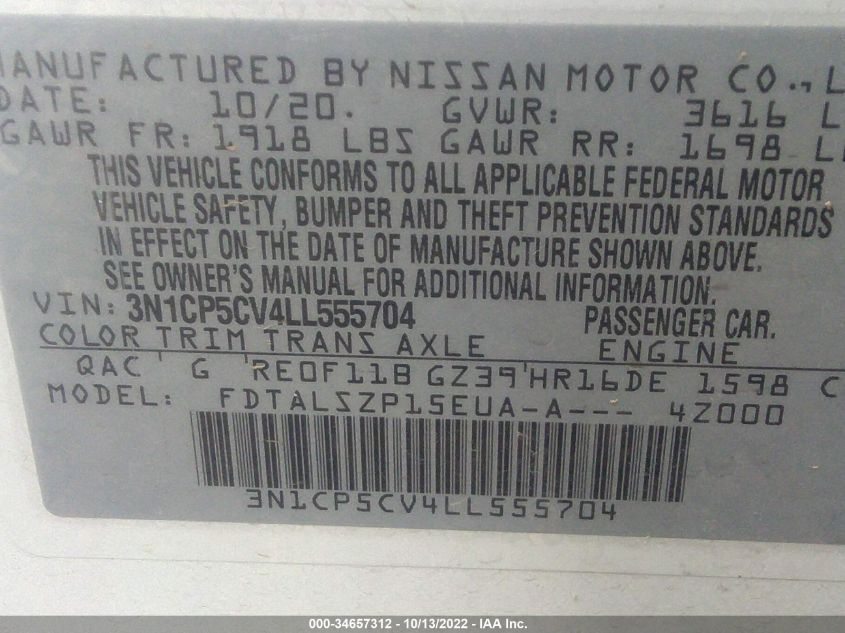 MANUFACTURED BY NISSAN MOTOR CO., L
DATE: 10/20. GVWR: 3616 L
GAWR FR: 1918 LBS GAWR RR: 1698 L
THIS VEHICLE CONFORMS TO ALL APPLICABLE FEDERAL MOTOR
VEHICLE SAFETY, BUMPER AND THEFT PREVENTION STANDARDS
IN EFFECT ON THE DATE OF MANUFACTURE SHOWN ABOVE.
SEE OWNER'S MANUAL FOR ADDITIONAL INFORMATION.
VIN: 3N1CP5CV4LL555704 PASSENGER CAR.
COLOR TRIM TRANS AXLE ENGINE
QAC ' G ' RE0F11B GZ39 ' HR16DE 1598 C
MODEL: FDTALSZP15EUA-A--- 4Z000
3N1CP5CV4LL555704
000-34657312 - 10/13/2022 - IAA Inc.